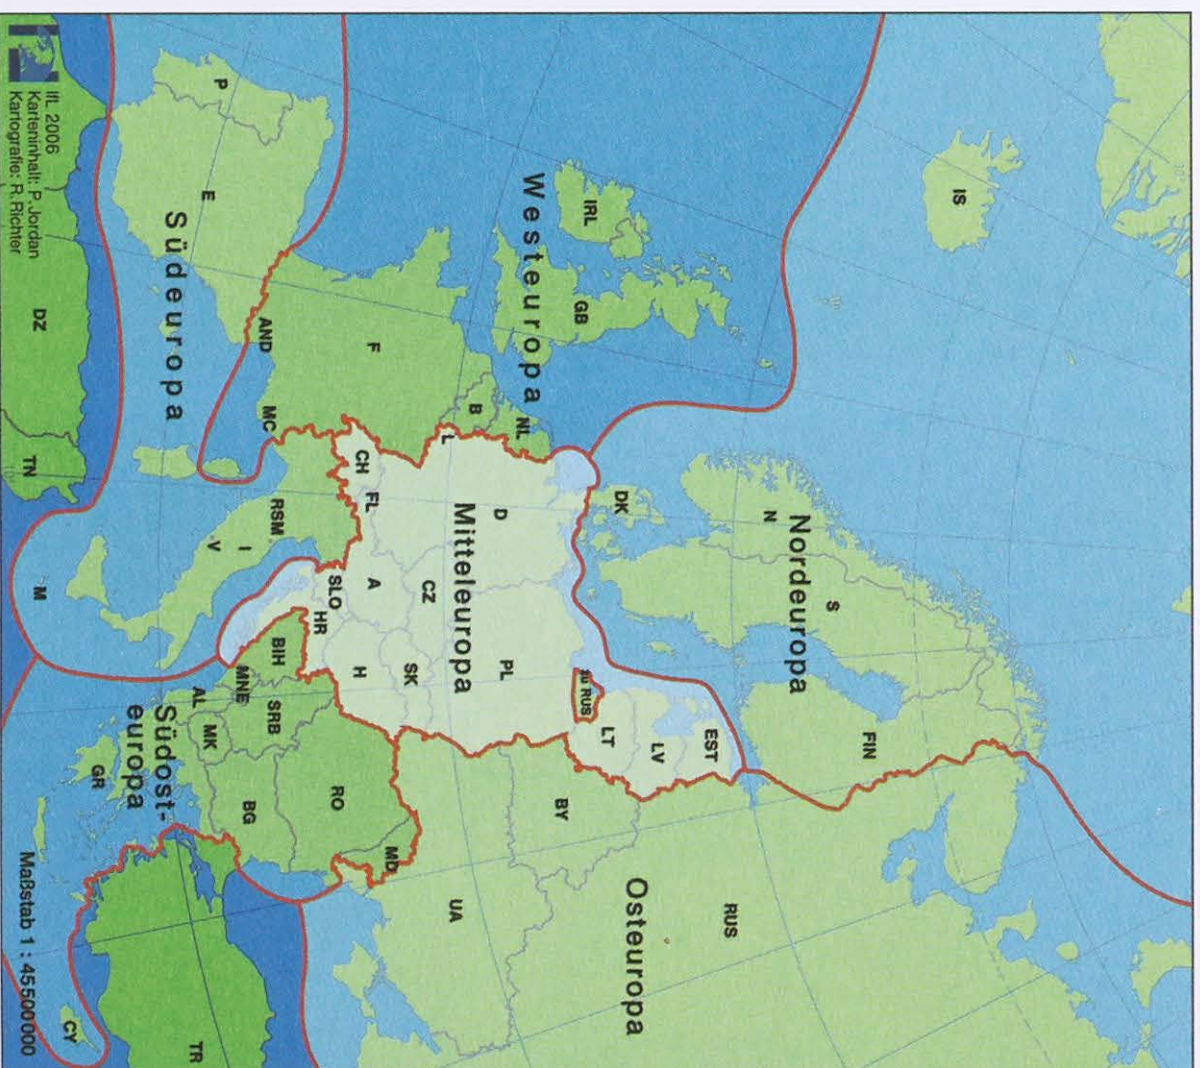 IS
Nordeuropa
N
S
FIN
DK
EST
LV
LT
zu RUS
RUS
Osteuropa
BY
UA
Westeuropa
IRL
GB
NL
B
L
F
AND
MC
Mitteleuropa
D
PL
CZ
SK
CH
FL
A
H
SLO
HR
Südeuropa
P
E
RSM
I
V
M
BIH
MNE
SRB
RO
MD
AL
MK
BG
GR
Südost-
europa
CY
TR
DZ
TN
10°
IfL 2006
Karteninhalt: P.Jordan
Kartografie: R.Richter
Maßstab 1 : 45500000